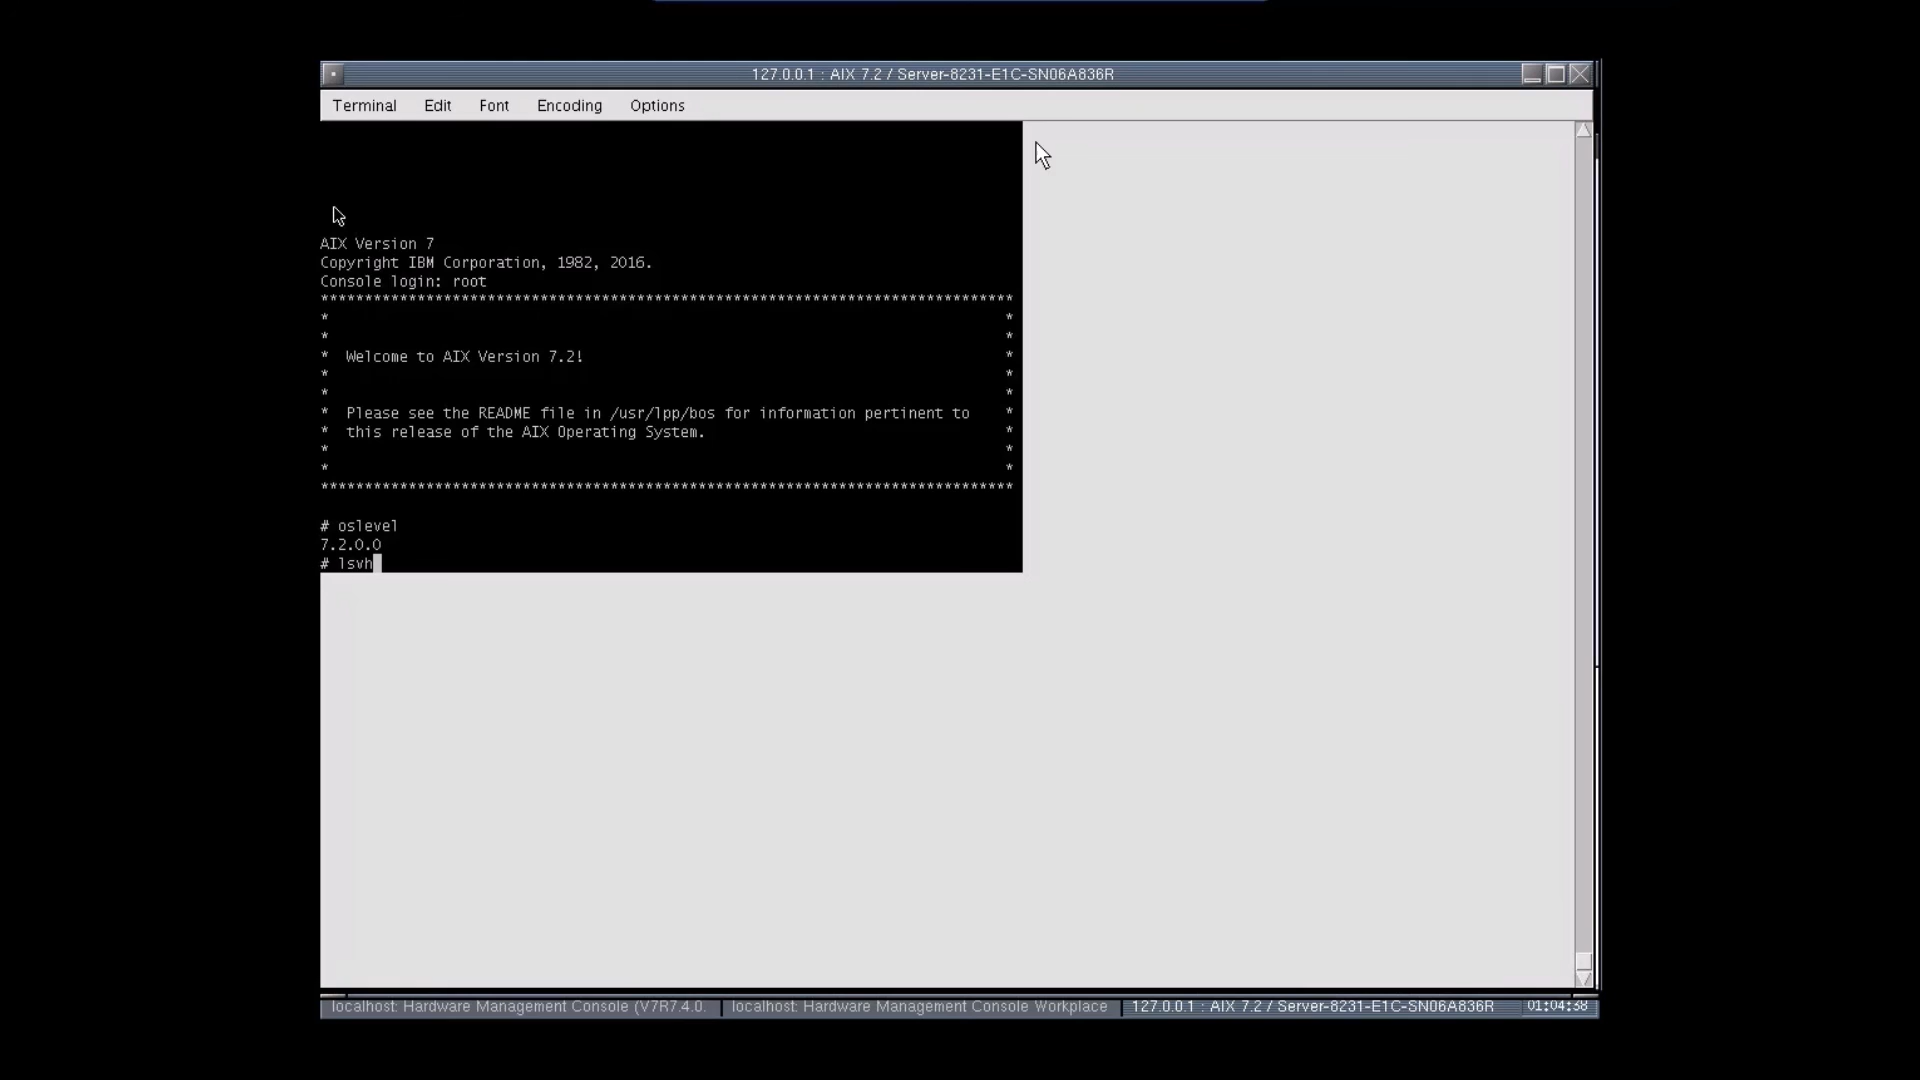 127.0.0.1 : AIX 7.2 / Server-8231-E1C-SN06A836R
Terminal Edit Font Encoding Options
AIX Version 7
Copyright IBM Corporation, 1982, 2016.
Console login: root
*******************************************************************************
* *
* *
* Welcome to AIX Version 7.2! *
* *
* *
* Please see the README file in /usr/lpp/bos for information pertinent to *
* this release of the AIX Operating System. *
* *
* *
*******************************************************************************
# oslevel
7.2.0.0
# lsvh
localhost: Hardware Management Console (V7R7.4.0. localhost: Hardware Management Console Workplace 127.0.0.1 : AIX 7.2 / Server-8231-E1C-SN06A836R 01:04:38